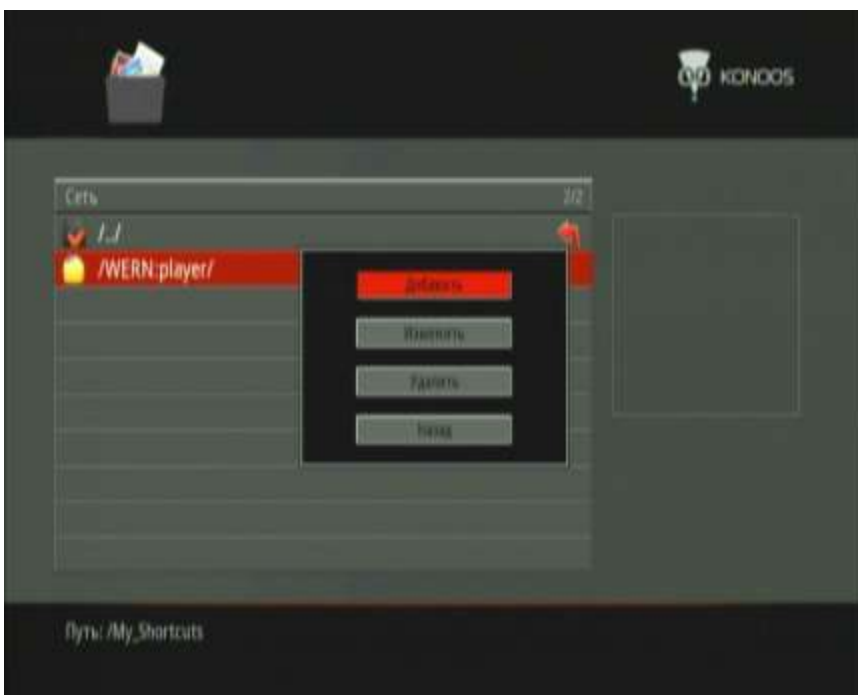 KONOOS
Сеть 2/2
/../
/WERN:player/
Добавить
Изменить
Удалить
Назад
Путь: /My_Shortcuts